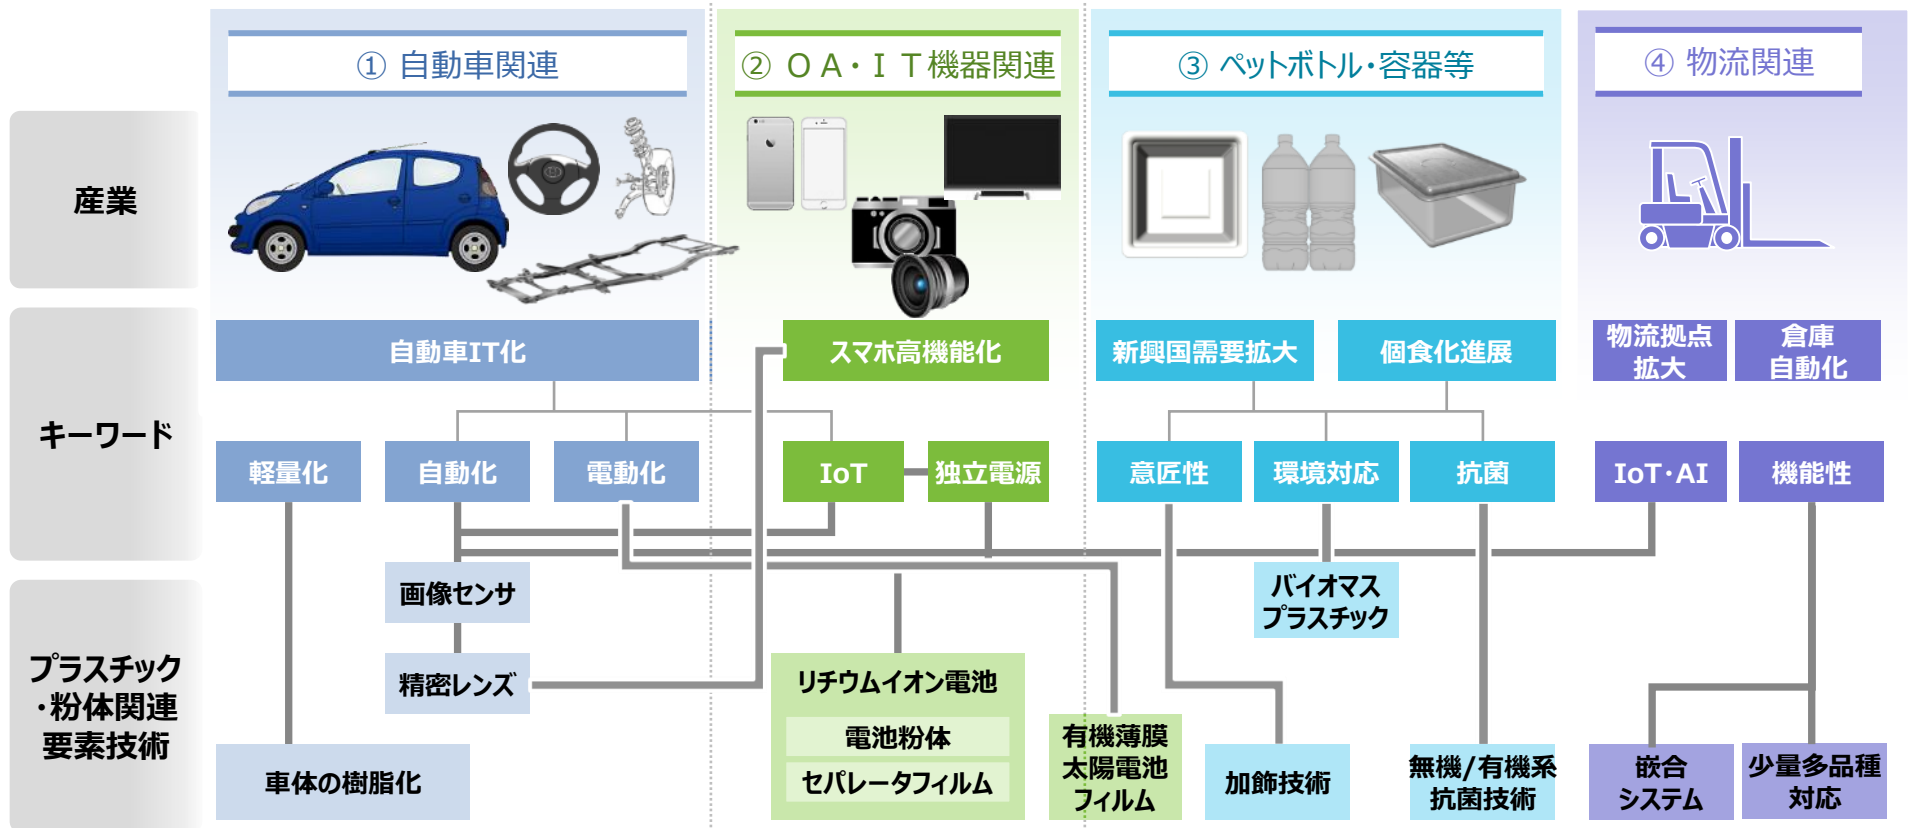 ① 自動車関連
② OA・IT機器関連
③ ペットボトル・容器等
④ 物流関連
産業
自動車IT化
スマホ高機能化
新興国需要拡大
個食化進展
物流拠点
拡大
倉庫
自動化
キーワード
軽量化
自動化
電動化
IoT
独立電源
意匠性
環境対応
抗菌
IoT・AI
機能性
プラスチック
・粉体関連
要素技術
画像センサ
バイオマス
プラスチック
精密レンズ
リチウムイオン電池
電池粉体
セパレータフィルム
有機薄膜
太陽電池
フィルム
車体の樹脂化
加飾技術
無機/有機系
抗菌技術
嵌合
システム
少量多品種
対応